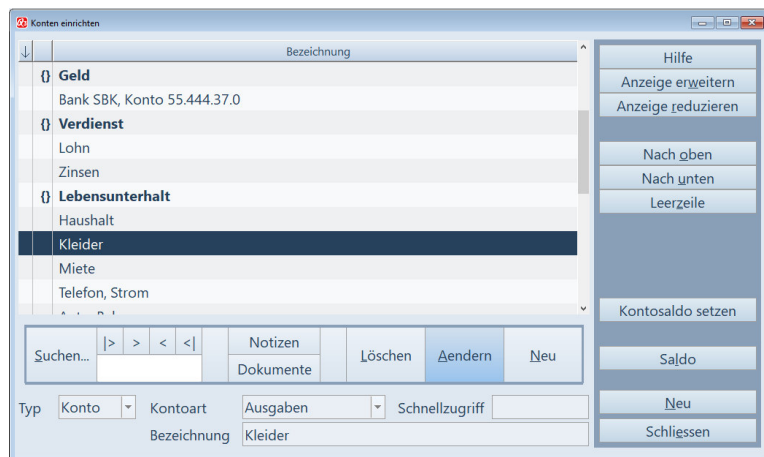 Konten einrichten
Bezeichnung
{} Geld
Bank SBK, Konto 55.444.37.0
{} Verdienst
Lohn
Zinsen
{} Lebensunterhalt
Haushalt
Kleider
Miete
Telefon, Strom
Hilfe
Anzeige erweitern
Anzeige reduzieren
Nach oben
Nach unten
Leerzeile
Kontosaldo setzen
Saldo
Neu
Schliessen
Suchen...
|> > < <|
Notizen
Dokumente
Löschen
Aendern
Neu
Typ Konto Kontoart Ausgaben Schnellzugriff
Bezeichnung Kleider